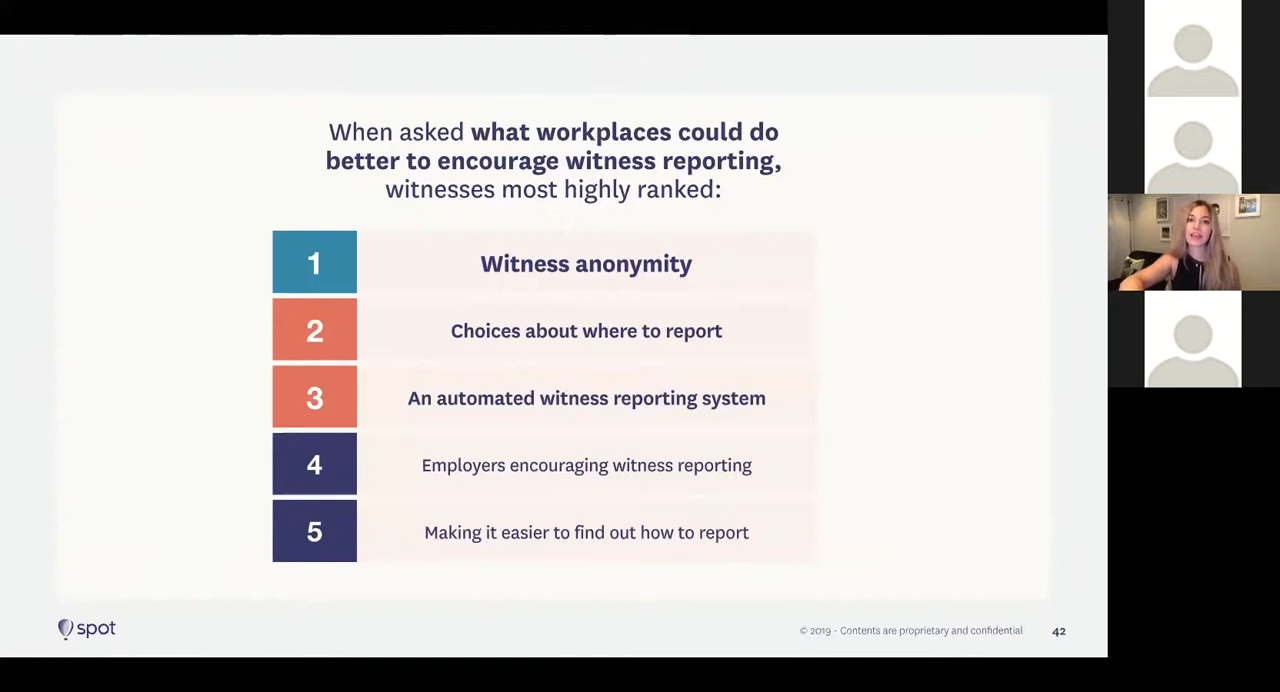 When asked what workplaces could do
better to encourage witness reporting,
witnesses most highly ranked:
1 Witness anonymity
2 Choices about where to report
3 An automated witness reporting system
4 Employers encouraging witness reporting
5 Making it easier to find out how to report
spot
© 2019 - Contents are proprietary and confidential 42